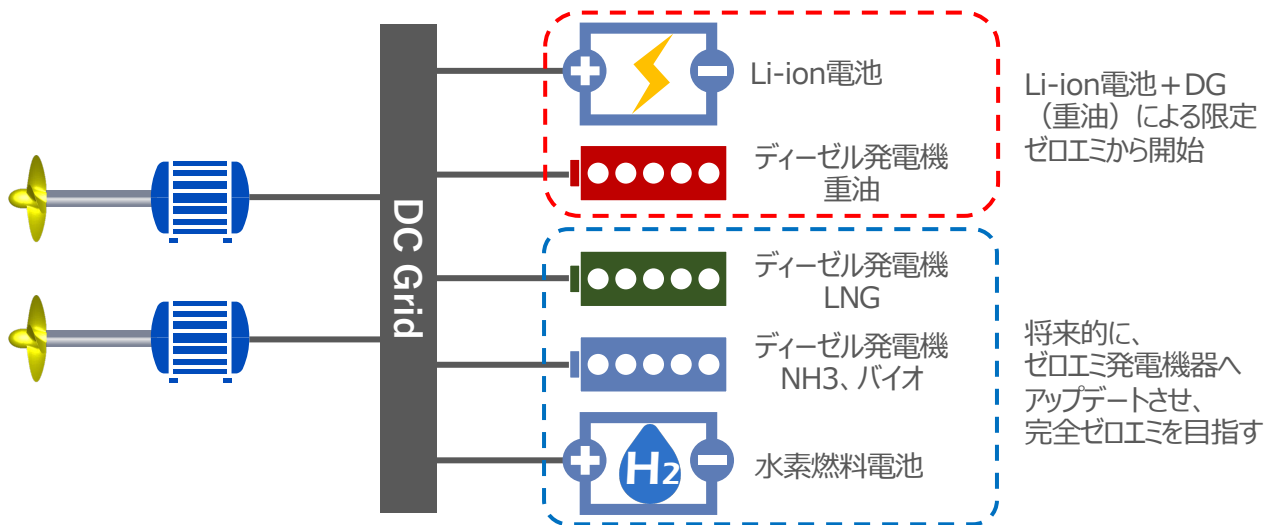 DC Grid
Li-ion電池
ディーゼル発電機
重油
Li-ion電池＋DG
（重油）による限定
ゼロエミから開始
ディーゼル発電機
LNG
ディーゼル発電機
NH3、バイオ
H2
水素燃料電池
将来的に、
ゼロエミ発電機器へ
アップデートさせ、
完全ゼロエミを目指す